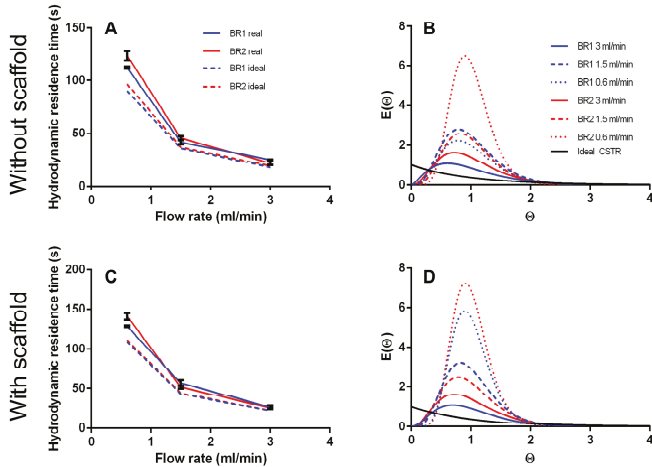 Without scaffold
A
Hydrodynamic residence time (s)
150
100
50
0
0 1 2 3 4
Flow rate (ml/min)
BR1 real
BR2 real
BR1 ideal
BR2 ideal
B
E(Θ)
8
6
4
2
0
0 1 2 3 4
Θ
BR1 3 ml/min
BR1 1.5 ml/min
BR1 0.6 ml/min
BR2 3 ml/min
BR2 1.5 ml/min
BR2 0.6 ml/min
Ideal CSTR
With scaffold
C
Hydrodynamic residence time (s)
200
150
100
50
0
0 1 2 3 4
Flow rate (ml/min)
D
E(Θ)
8
6
4
2
0
0 1 2 3 4
Θ